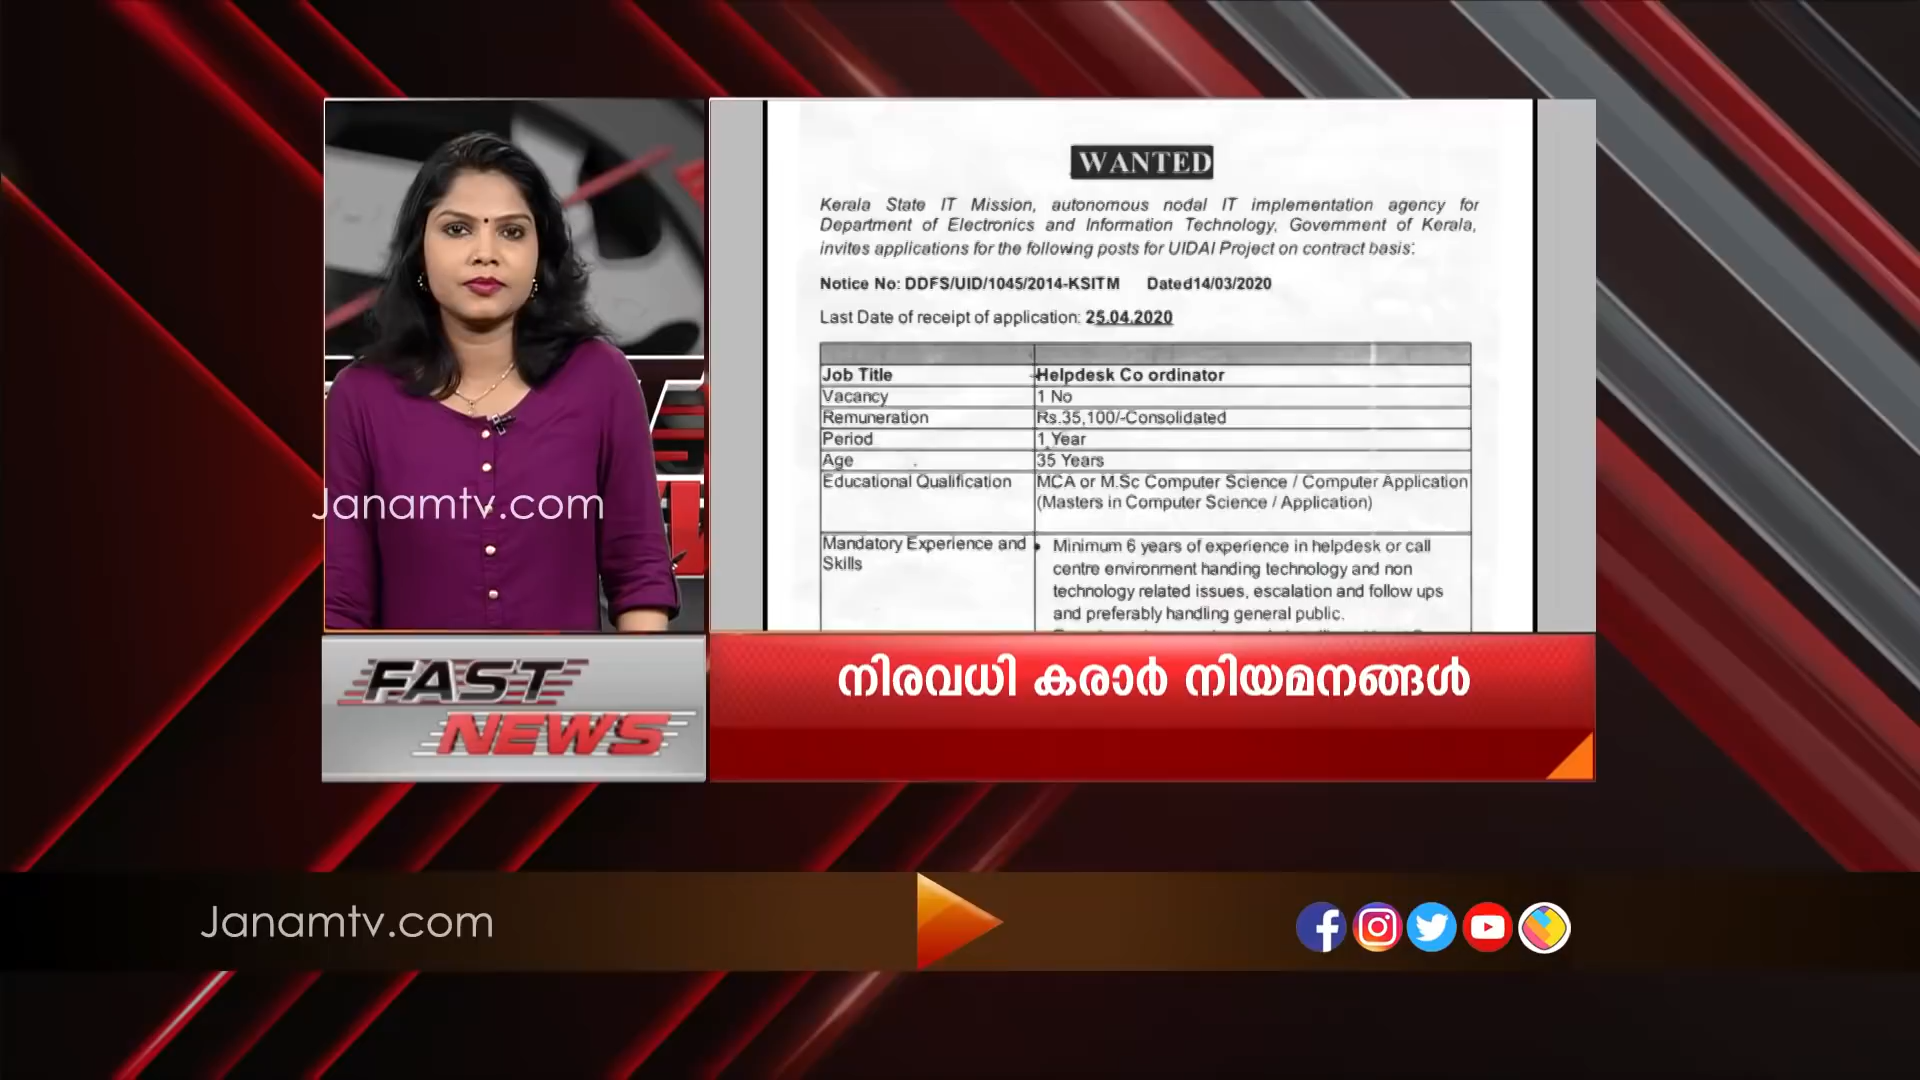 WANTED
Kerala State IT Mission, autonomous nodal IT implementation agency for
Department of Electronics and Information Technology, Government of Kerala,
invites applications for the following posts for UIDAI Project on contract basis:
Notice No: DDFS/UID/1045/2014-KSITM Dated14/03/2020
Last Date of receipt of application: 25.04.2020
Job Title Helpdesk Co ordinator
Vacancy 1 No
Remuneration Rs.35,100/-Consolidated
Period 1 Year
Age 35 Years
Educational Qualification MCA or M.Sc Computer Science / Computer Application
(Masters in Computer Science / Application)
Mandatory Experience and Skills
• Minimum 6 years of experience in helpdesk or call
centre environment handing technology and non
technology related issues, escalation and follow ups
and preferably handling general public.
Janamtv.com
FAST
NEWS
നിരവധി കരാർ നിയമനങ്ങൾ
Janamtv.com